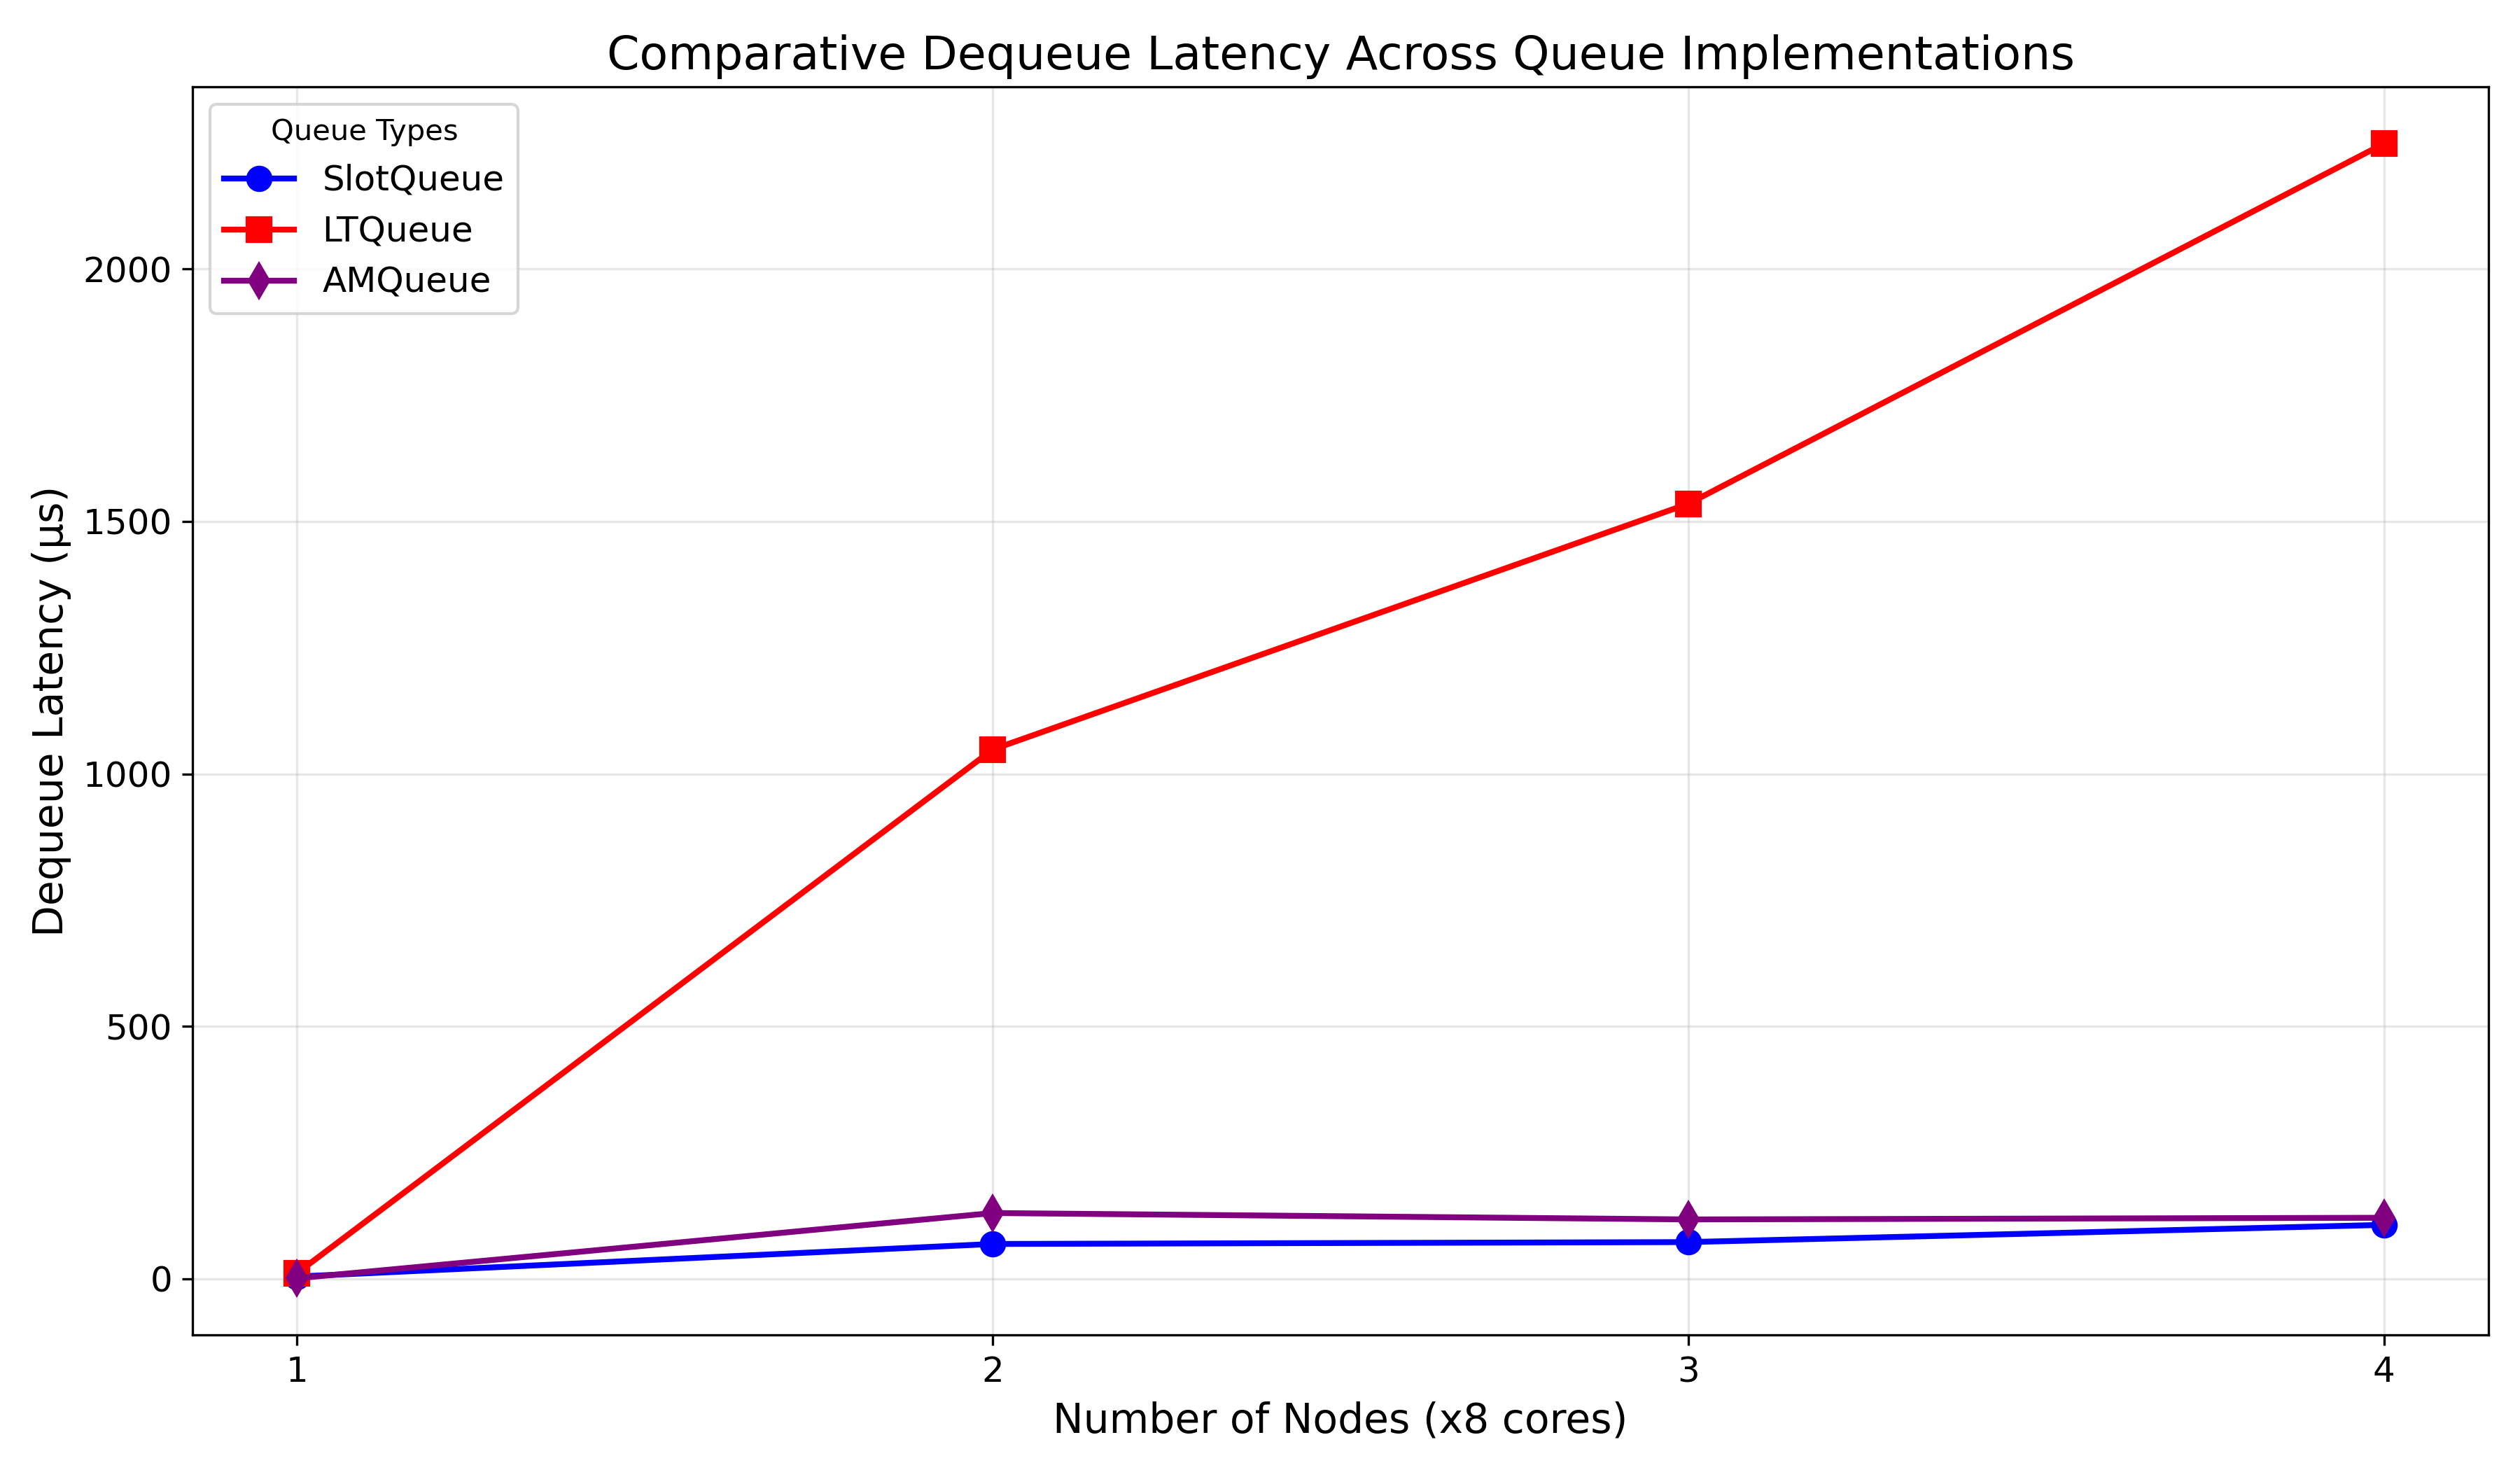 Comparative Dequeue Latency Across Queue Implementations
Queue Types
SlotQueue
LTQueue
AMQueue
Dequeue Latency (µs)
2000
1500
1000
500
0
1
2
3
4
Number of Nodes (x8 cores)